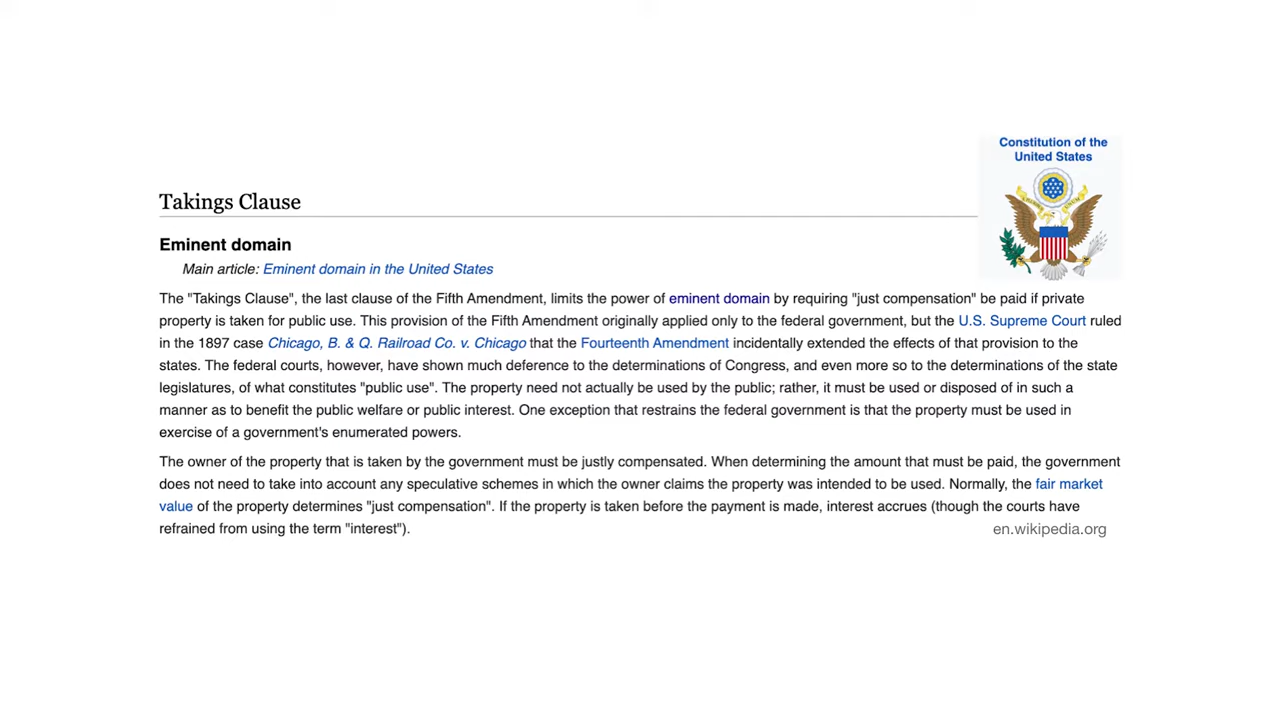 Constitution of the
United States
Takings Clause
Eminent domain
Main article: Eminent domain in the United States
The "Takings Clause", the last clause of the Fifth Amendment, limits the power of eminent domain by requiring "just compensation" be paid if private
property is taken for public use. This provision of the Fifth Amendment originally applied only to the federal government, but the U.S. Supreme Court ruled
in the 1897 case Chicago, B. & Q. Railroad Co. v. Chicago that the Fourteenth Amendment incidentally extended the effects of that provision to the
states. The federal courts, however, have shown much deference to the determinations of Congress, and even more so to the determinations of the state
legislatures, of what constitutes "public use". The property need not actually be used by the public; rather, it must be used or disposed of in such a
manner as to benefit the public welfare or public interest. One exception that restrains the federal government is that the property must be used in
exercise of a government's enumerated powers.
The owner of the property that is taken by the government must be justly compensated. When determining the amount that must be paid, the government
does not need to take into account any speculative schemes in which the owner claims the property was intended to be used. Normally, the fair market
value of the property determines "just compensation". If the property is taken before the payment is made, interest accrues (though the courts have
refrained from using the term "interest").
en.wikipedia.org